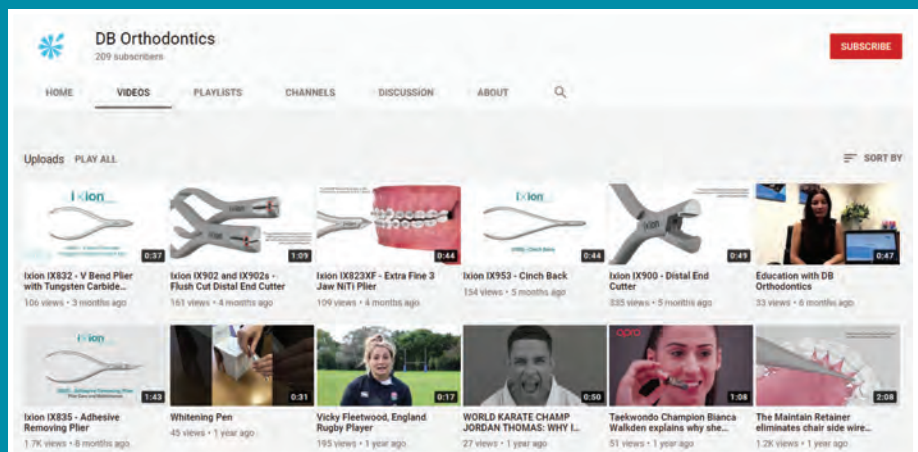 DB Orthodontics
209 subscribers
SUBSCRIBE
HOME VIDEOS PLAYLISTS CHANNELS DISCUSSION ABOUT
Uploads PLAY ALL SORT BY
ixion ixion ixion ixion
0:37 1:09 0:44 0:44 0:49 0:47
Ixion IX832 - V Bend Plier
with Tungsten Carbide...
106 views • 3 months ago
Ixion IX902 and IX902s -
Flush Cut Distal End Cutter
161 views • 4 months ago
Ixion IX823XF - Extra Fine 3
Jaw NiTi Plier
109 views • 4 months ago
Ixion IX953 - Cinch Back
154 views • 5 months ago
Ixion IX900 - Distal End
Cutter
335 views • 5 months ago
Education with DB
Orthodontics
33 views • 6 months ago
ixion opro
1:43 0:31 0:17 0:50 1:08 2:08
Ixion IX835 - Adhesive
Removing Plier
1.7K views • 8 months ago
Whitening Pen
45 views • 1 year ago
Vicky Fleetwood, England
Rugby Player
195 views • 1 year ago
WORLD KARATE CHAMP
JORDAN THOMAS: WHY I...
27 views • 1 year ago
Taekwondo Champion Bianca
Walkden explains why she...
51 views • 1 year ago
The Maintain Retainer
eliminates chair side wire...
1.2K views • 1 year ago